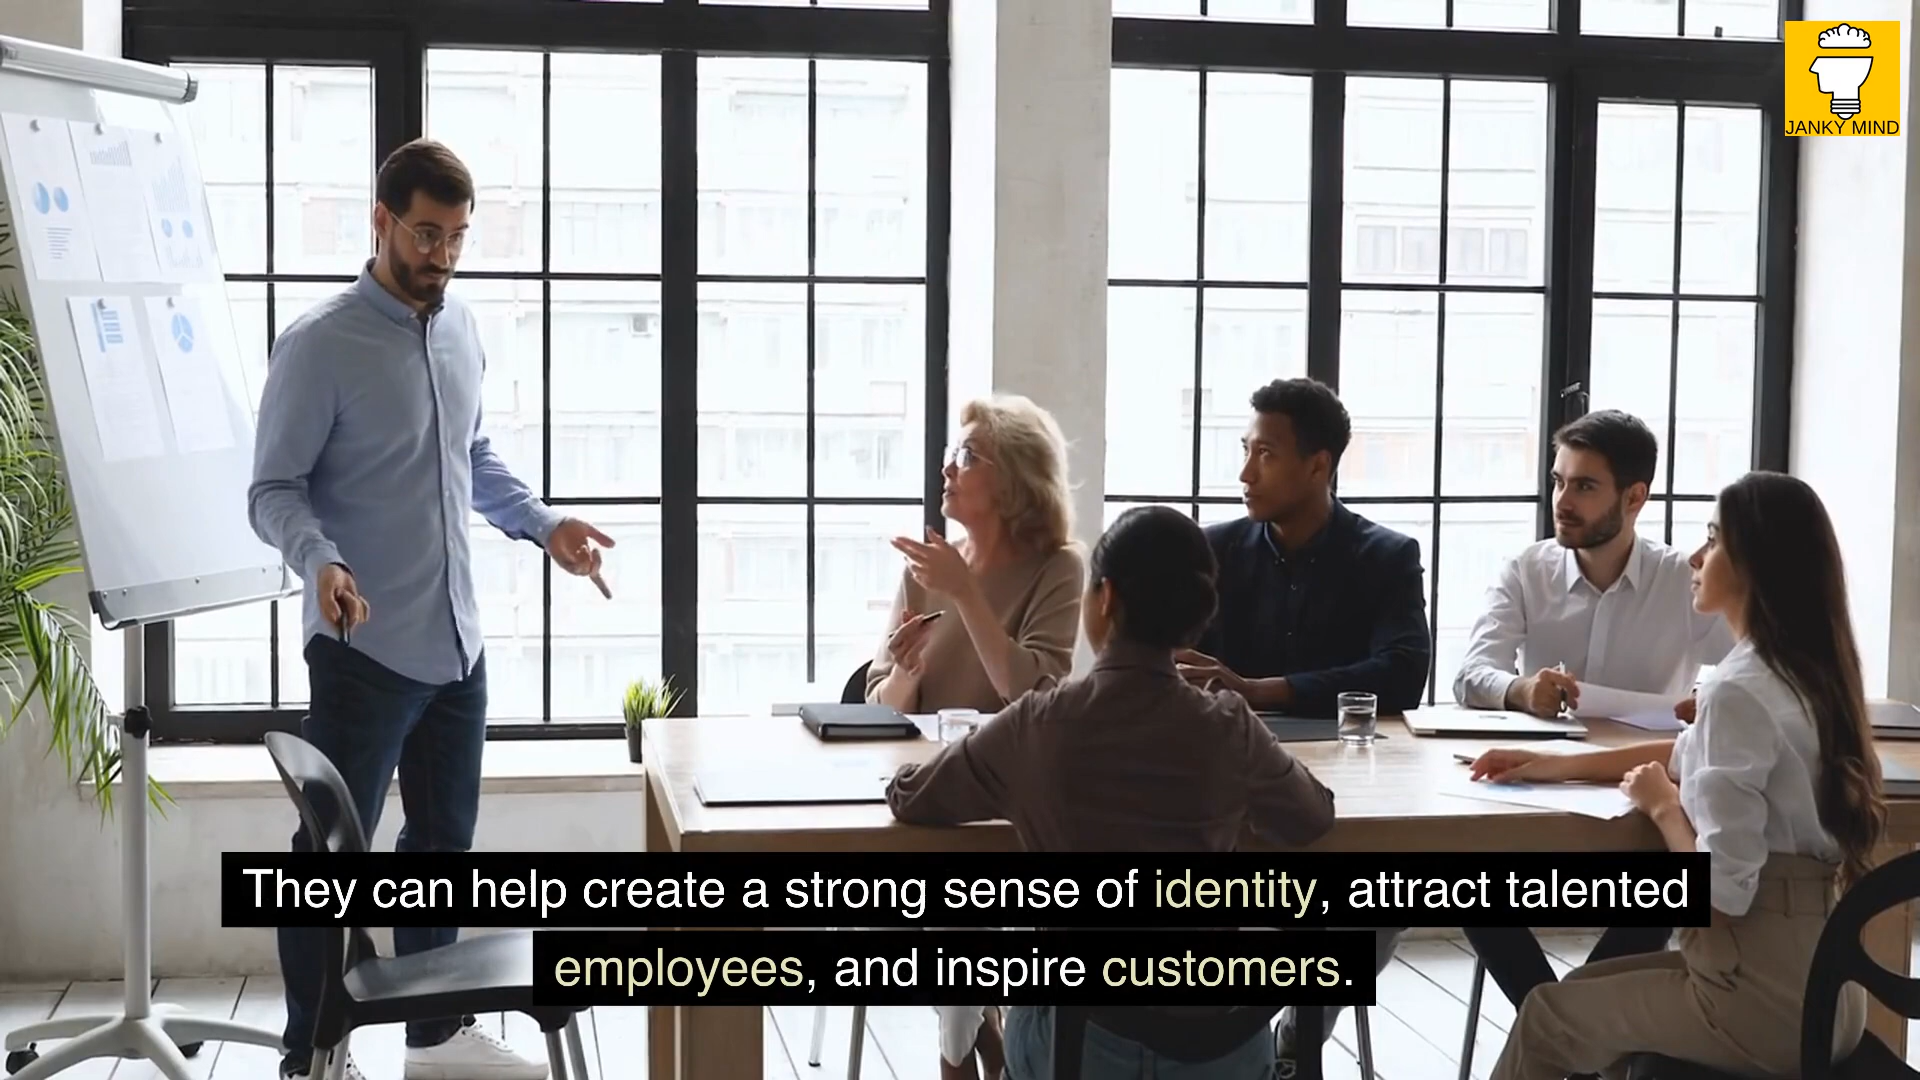 JANKY MIND
They can help create a strong sense of identity, attract talented
employees, and inspire customers.